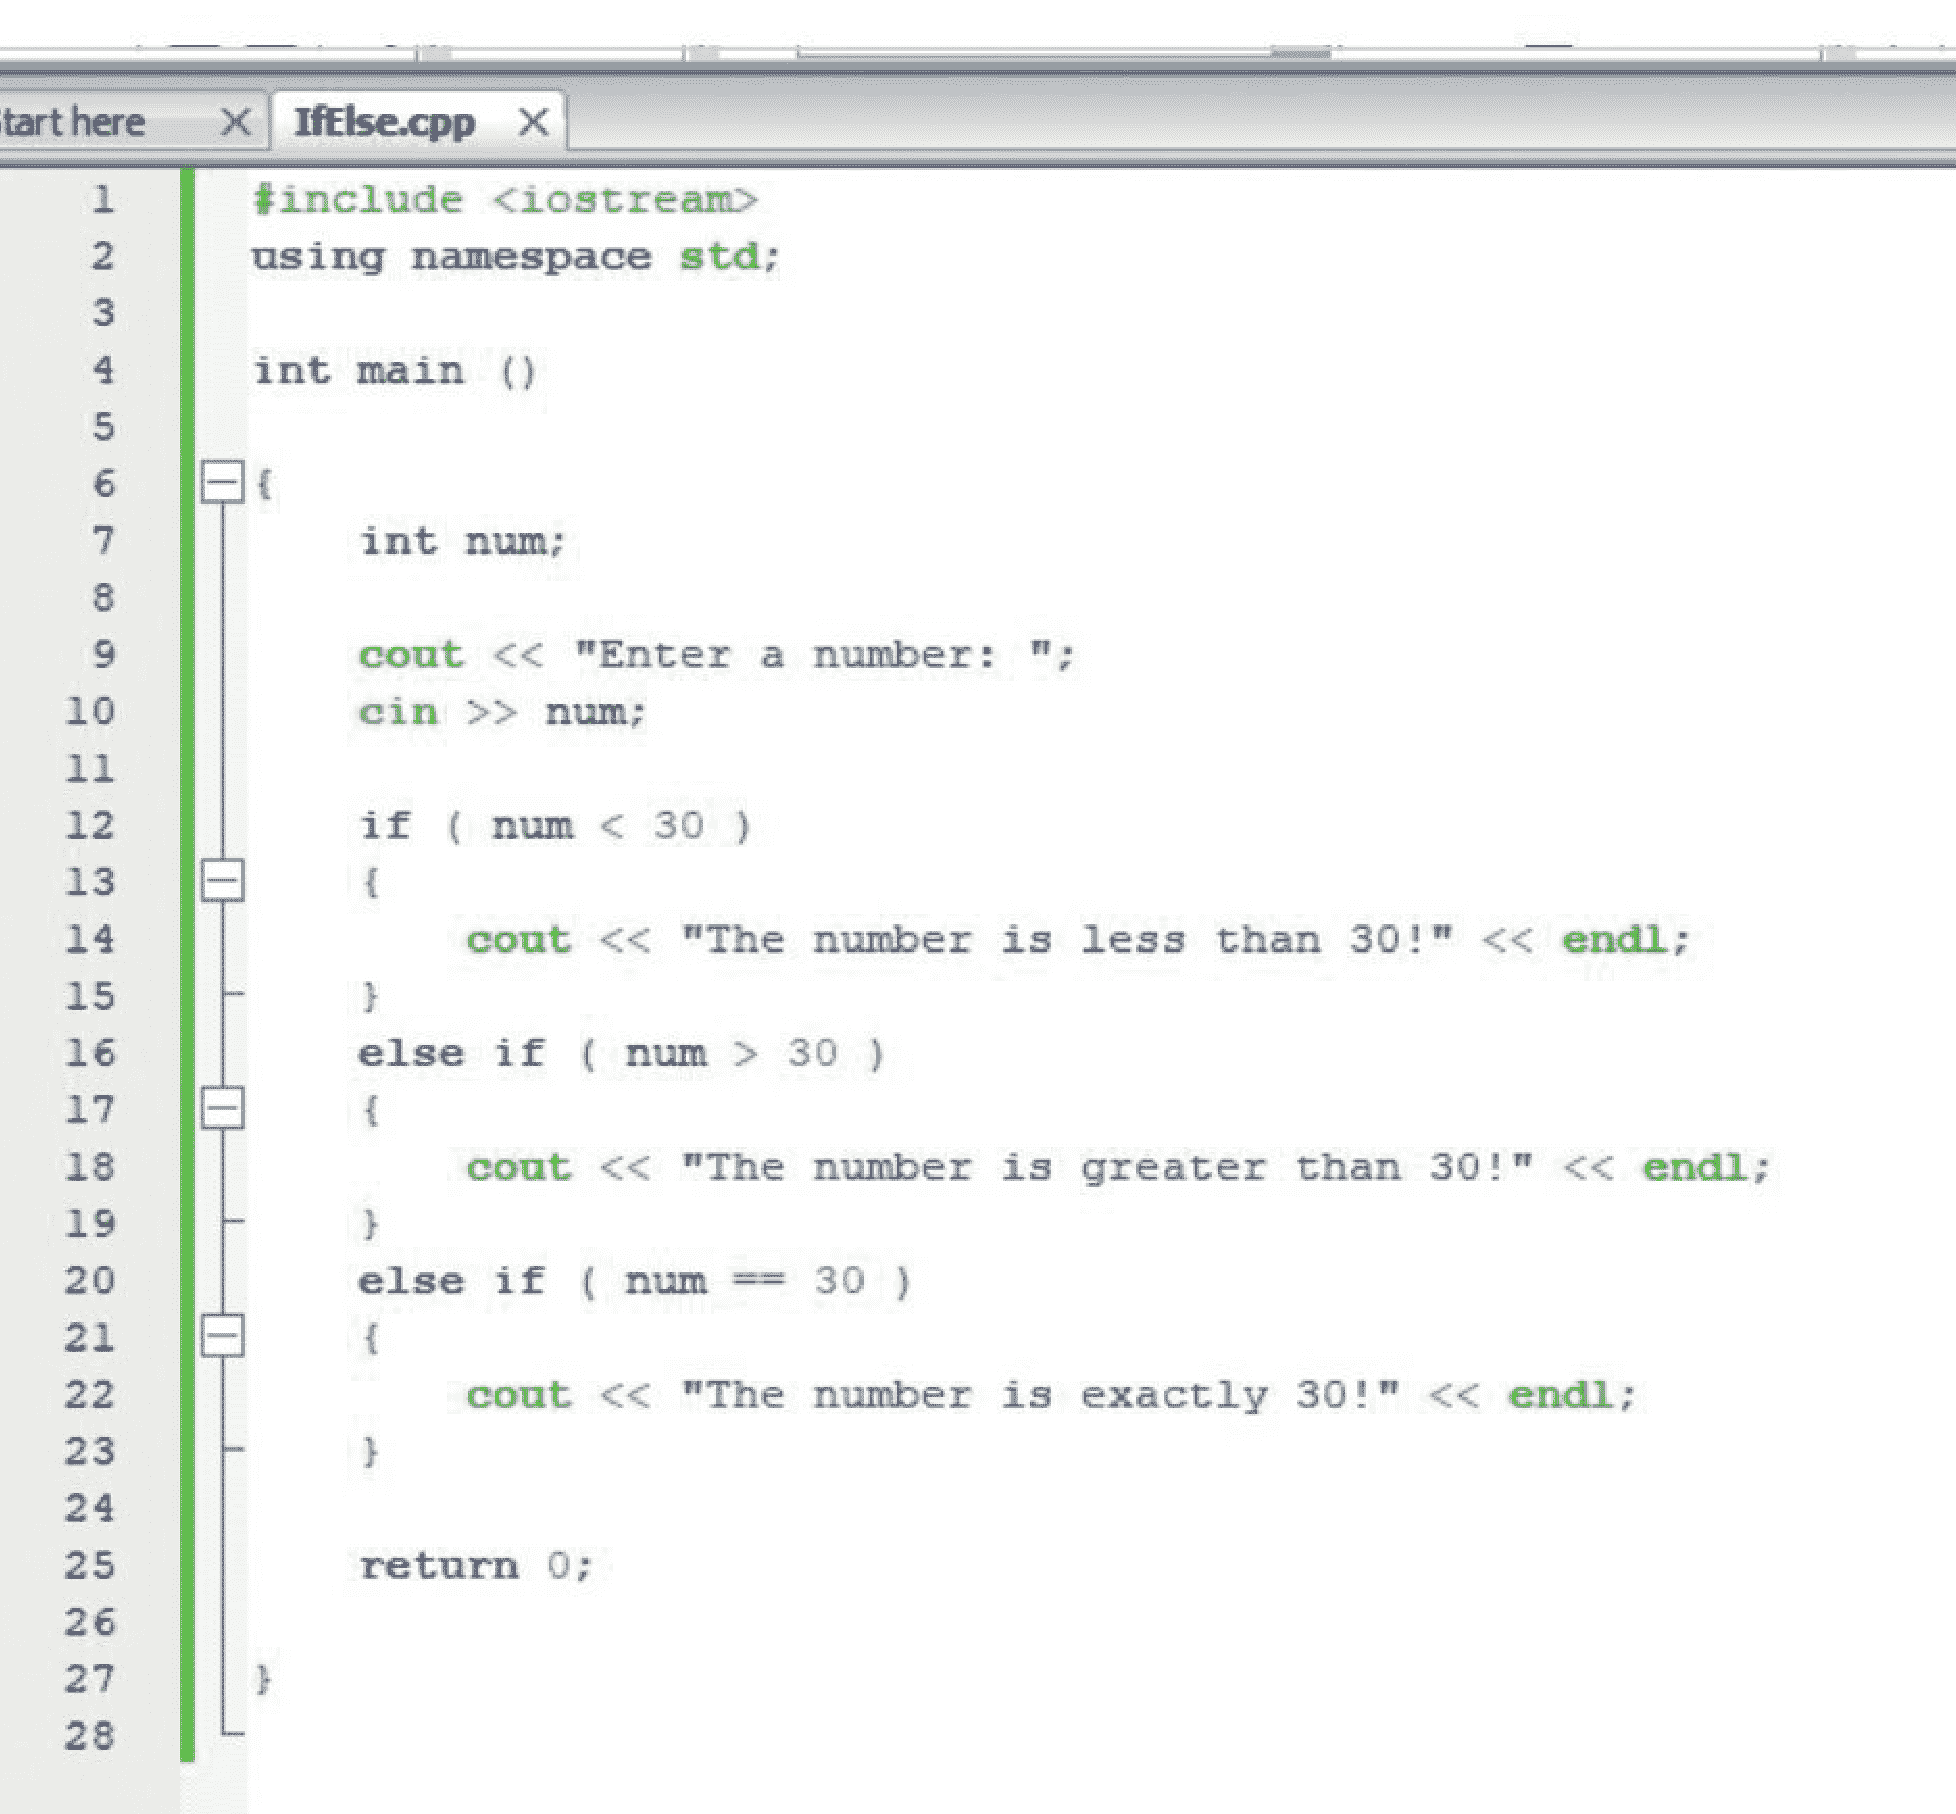 tart here IfElse.cpp
1 #include <iostream>
2 using namespace std;
3
4 int main ()
5
6 {
7 int num;
8
9 cout << "Enter a number: ";
10 cin >> num;
11
12 if ( num < 30 )
13 {
14 cout << "The number is less than 30!" << endl;
15 }
16 else if ( num > 30 )
17 {
18 cout << "The number is greater than 30!" << endl;
19 }
20 else if ( num == 30 )
21 {
22 cout << "The number is exactly 30!" << endl;
23 }
24
25 return 0;
26
27 }
28